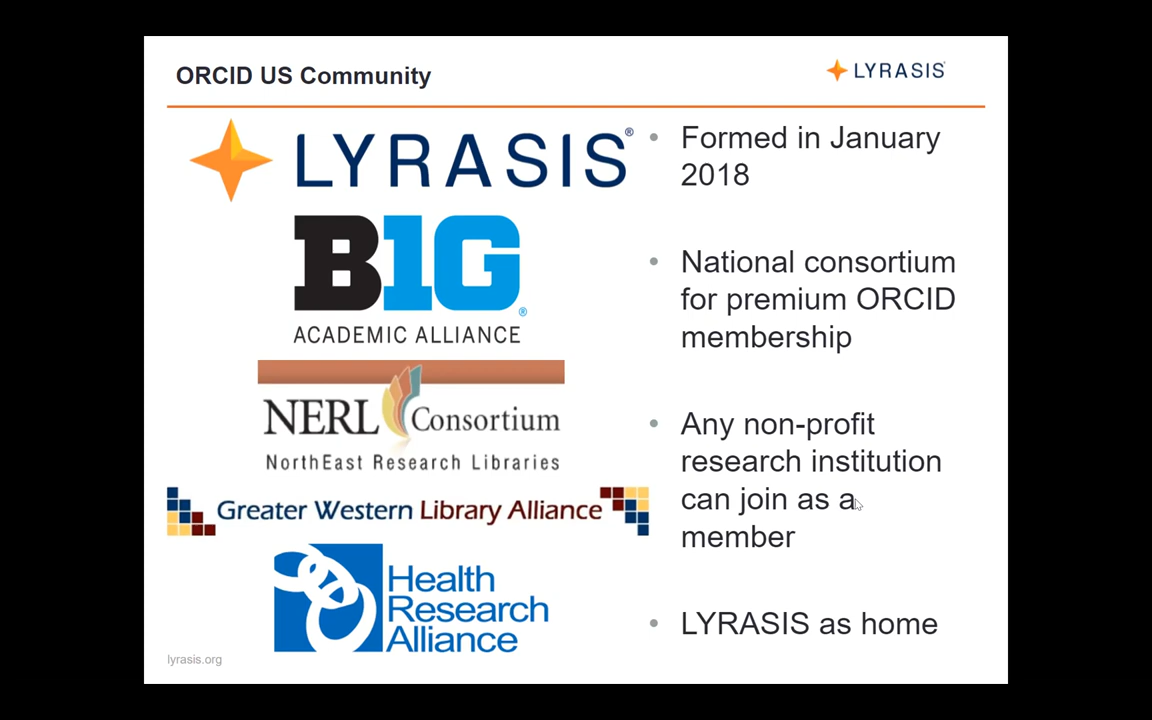 ORCID US Community
LYRASIS
LYRASIS®
B1G®
ACADEMIC ALLIANCE
NERL Consortium
NorthEast Research Libraries
Greater Western Library Alliance
Health
Research
Alliance
• Formed in January
2018
• National consortium
for premium ORCID
membership
• Any non-profit
research institution
can join as a
member
• LYRASIS as home
lyrasis.org